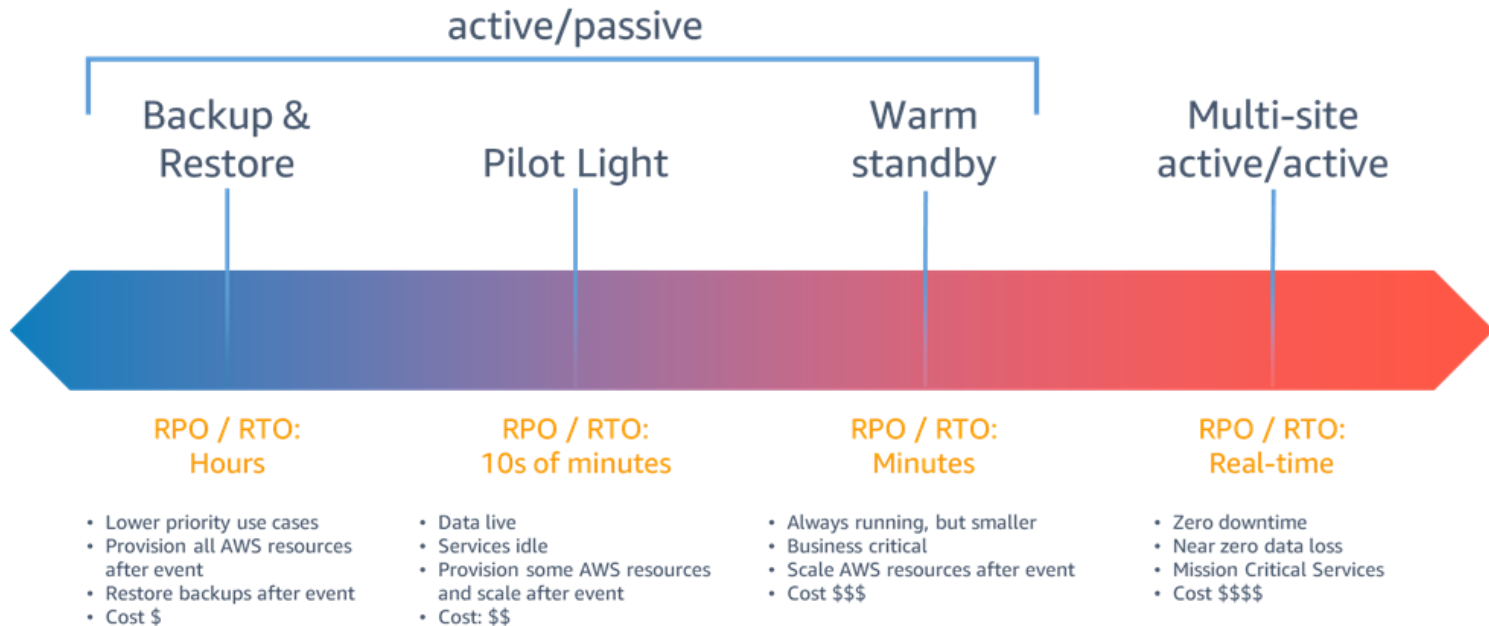 active/passive
Backup &
Restore
Pilot Light
Warm
standby
Multi-site
active/active
RPO / RTO:
Hours
RPO / RTO:
10s of minutes
RPO / RTO:
Minutes
RPO / RTO:
Real-time
• Lower priority use cases
• Provision all AWS resources
after event
• Restore backups after event
• Cost $
• Data live
• Services idle
• Provision some AWS resources
and scale after event
• Cost: $$
• Always running, but smaller
• Business critical
• Scale AWS resources after event
• Cost $$$
• Zero downtime
• Near zero data loss
• Mission Critical Services
• Cost $$$$